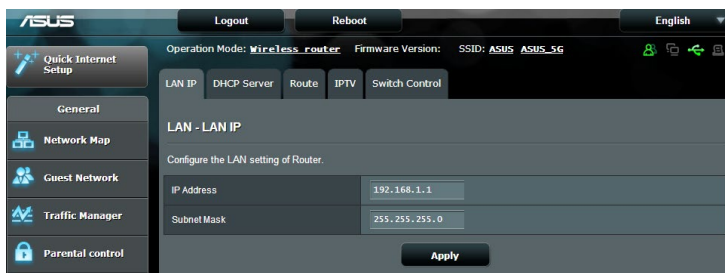 ASUS
Logout Reboot English
Quick Internet Setup
Operation Mode: Wireless router Firmware Version: SSID: ASUS ASUS_5G
LAN IP DHCP Server Route IPTV Switch Control
General
Network Map
Guest Network
Traffic Manager
Parental control
LAN - LAN IP
Configure the LAN setting of Router.
IP Address 192.168.1.1
Subnet Mask 255.255.255.0
Apply